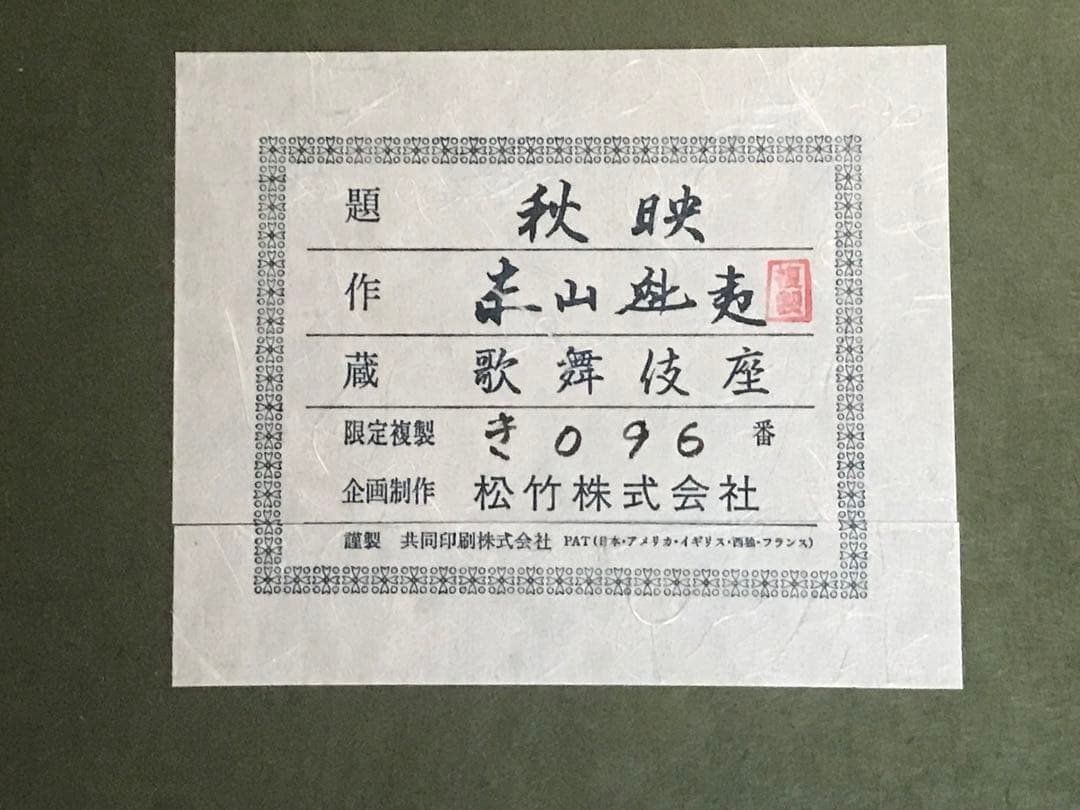 題 秋映
作 東山魁夷 複製
蔵 歌舞伎座
限定複製 き096番
企画制作 松竹株式会社
謹製 共同印刷株式会社 PAT(日本・アメリカ・イギリス・西独・フランス)